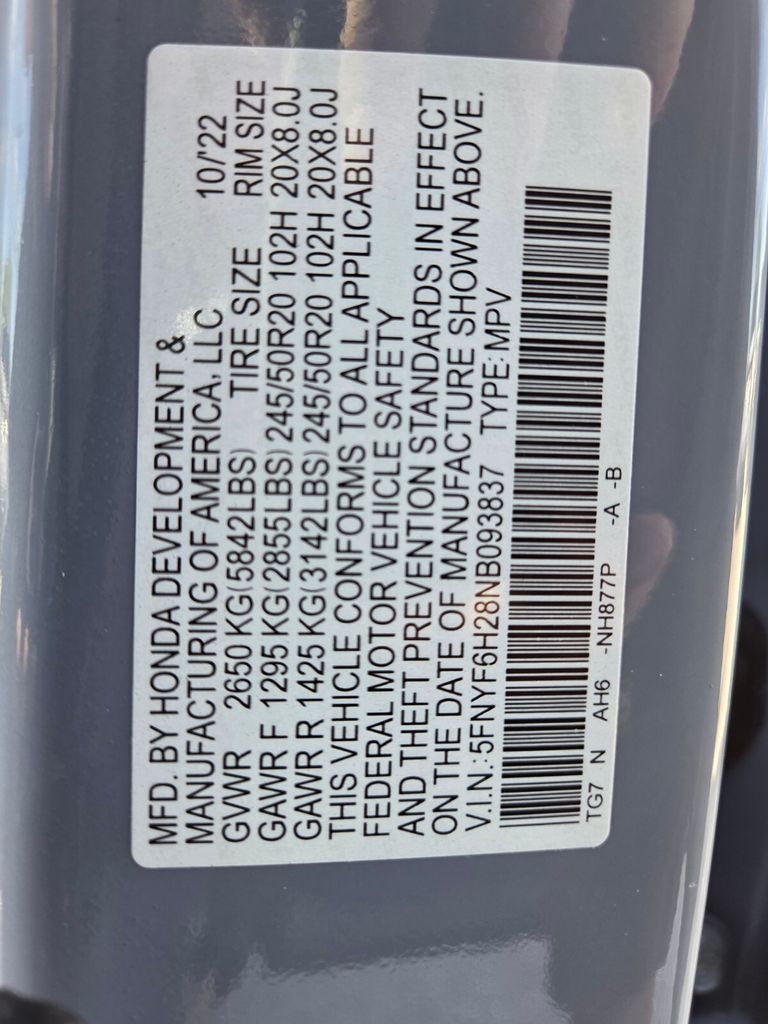 MFD. BY HONDA DEVELOPMENT &
MANUFACTURING OF AMERICA, LLC 10/'22
GVWR 2650 KG(5842LBS) TIRE SIZE RIM SIZE
GAWR F 1295 KG(2855LBS) 245/50R20 102H 20X8.0J
GAWR R 1425 KG(3142LBS) 245/50R20 102H 20X8.0J
THIS VEHICLE CONFORMS TO ALL APPLICABLE
FEDERAL MOTOR VEHICLE SAFETY
AND THEFT PREVENTION STANDARDS IN EFFECT
ON THE DATE OF MANUFACTURE SHOWN ABOVE.
V.I.N.:5FNYF6H28NB093837 TYPE:MPV
TG7 N AH6 -NH877P -A -B